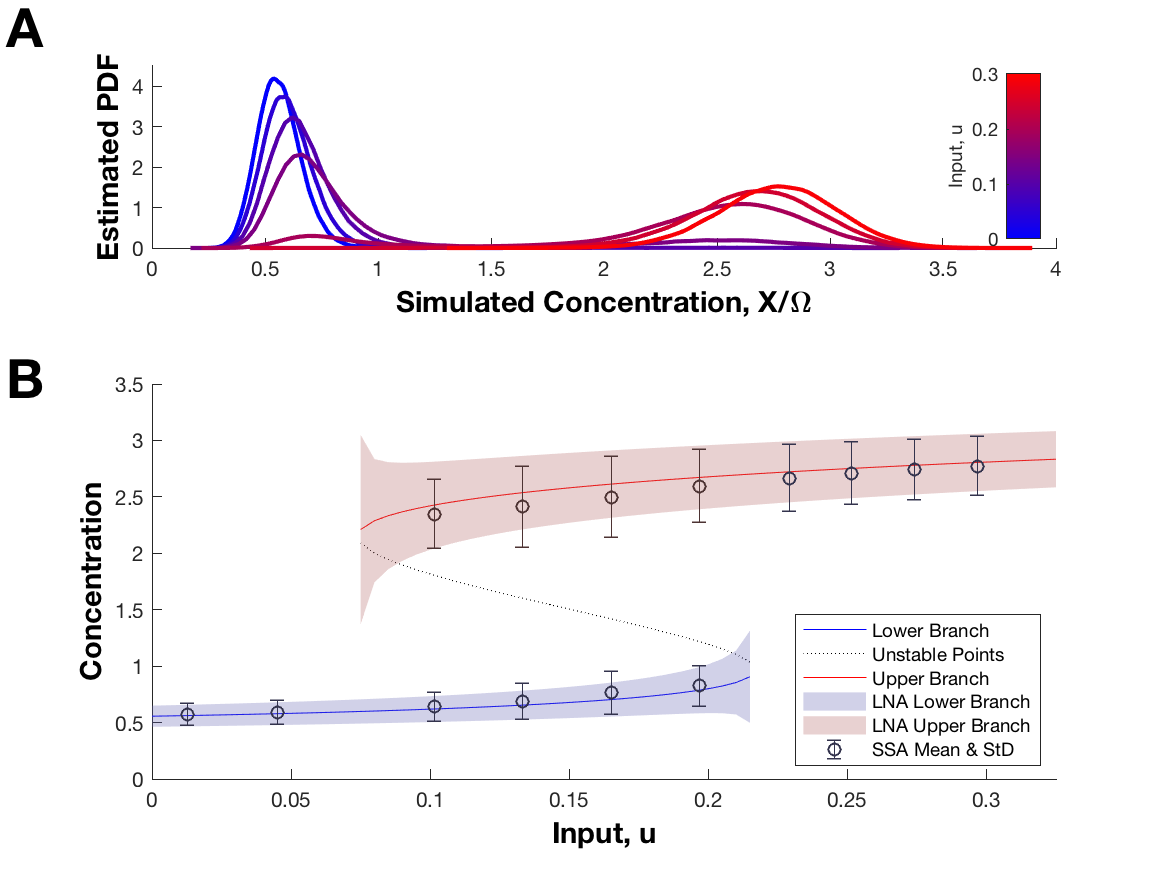 A
Estimated PDF
4
3
2
1
0
0 0.5 1 1.5 2 2.5 3 3.5 4
Simulated Concentration, X/Ω
Input, u
0.3
0.2
0.1
0
B
Concentration
3.5
3
2.5
2
1.5
1
0.5
0
0 0.05 0.1 0.15 0.2 0.25 0.3
Input, u
Lower Branch
Unstable Points
Upper Branch
LNA Lower Branch
LNA Upper Branch
SSA Mean & StD